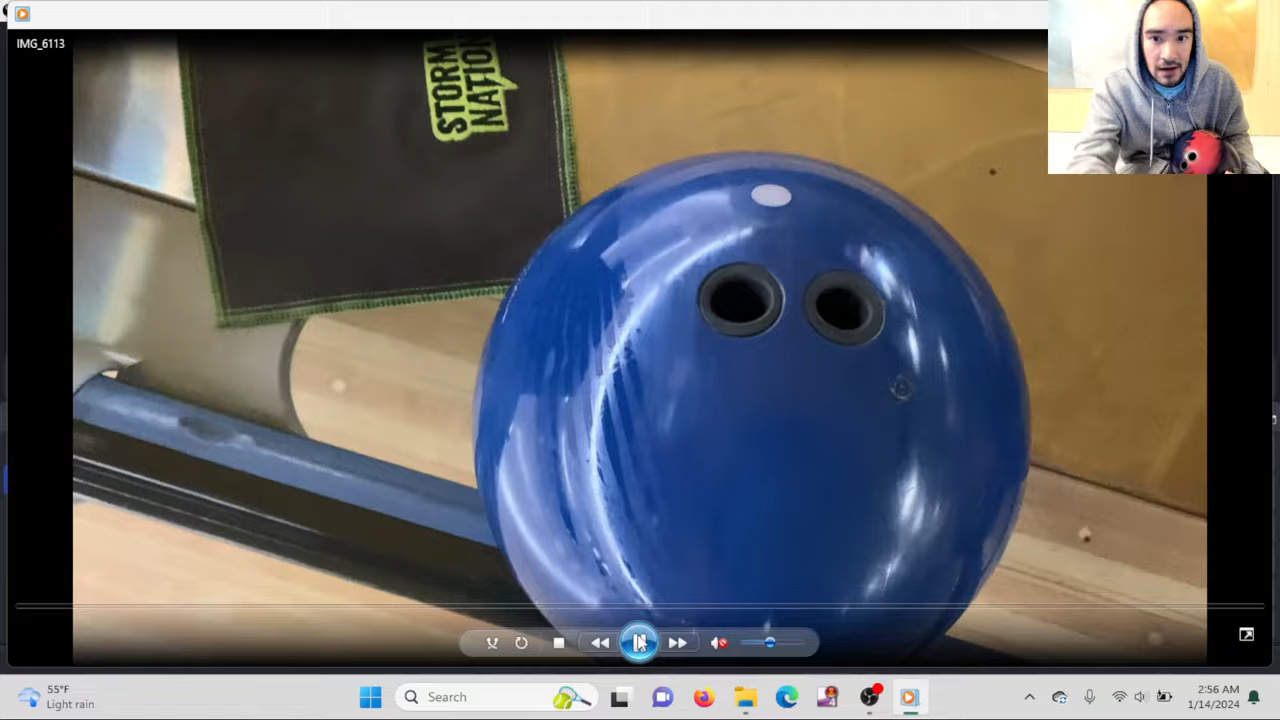 IMG_6113
STORM
NATION
55°F
Light rain
Search
2:56 AM
1/14/2024